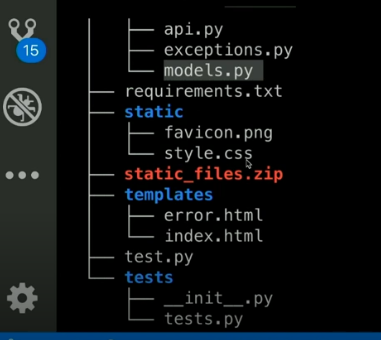 api.py
exceptions.py
models.py
requirements.txt
static
favicon.png
style.css
static_files.zip
templates
error.html
index.html
test.py
tests
__init__.py
tests.py
15